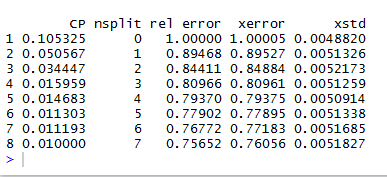 CP nsplit rel error xerror xstd
1 0.105325 0 1.00000 1.00005 0.0048820
2 0.050567 1 0.89468 0.89527 0.0051326
3 0.034447 2 0.84411 0.84884 0.0052173
4 0.015959 3 0.80966 0.80961 0.0051259
5 0.014683 4 0.79370 0.79375 0.0050914
6 0.011303 5 0.77902 0.77895 0.0051338
7 0.011193 6 0.76772 0.77183 0.0051685
8 0.010000 7 0.75652 0.76056 0.0051827
>